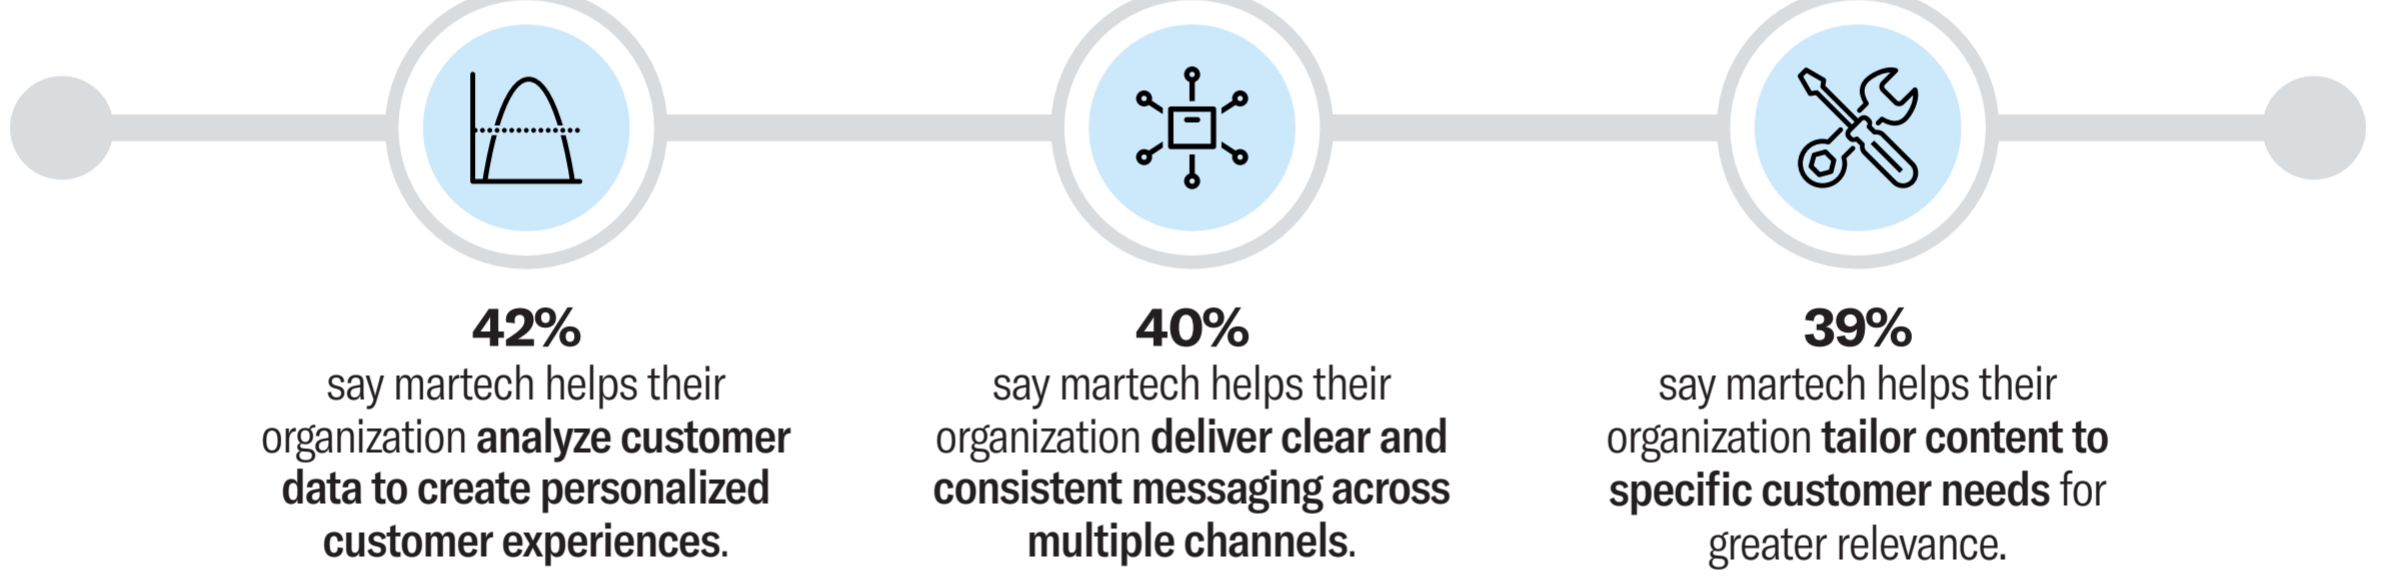 42%
say martech helps their
organization analyze customer
data to create personalized
customer experiences.
40%
say martech helps their
organization deliver clear and
consistent messaging across
multiple channels.
39%
say martech helps their
organization tailor content to
specific customer needs for
greater relevance.